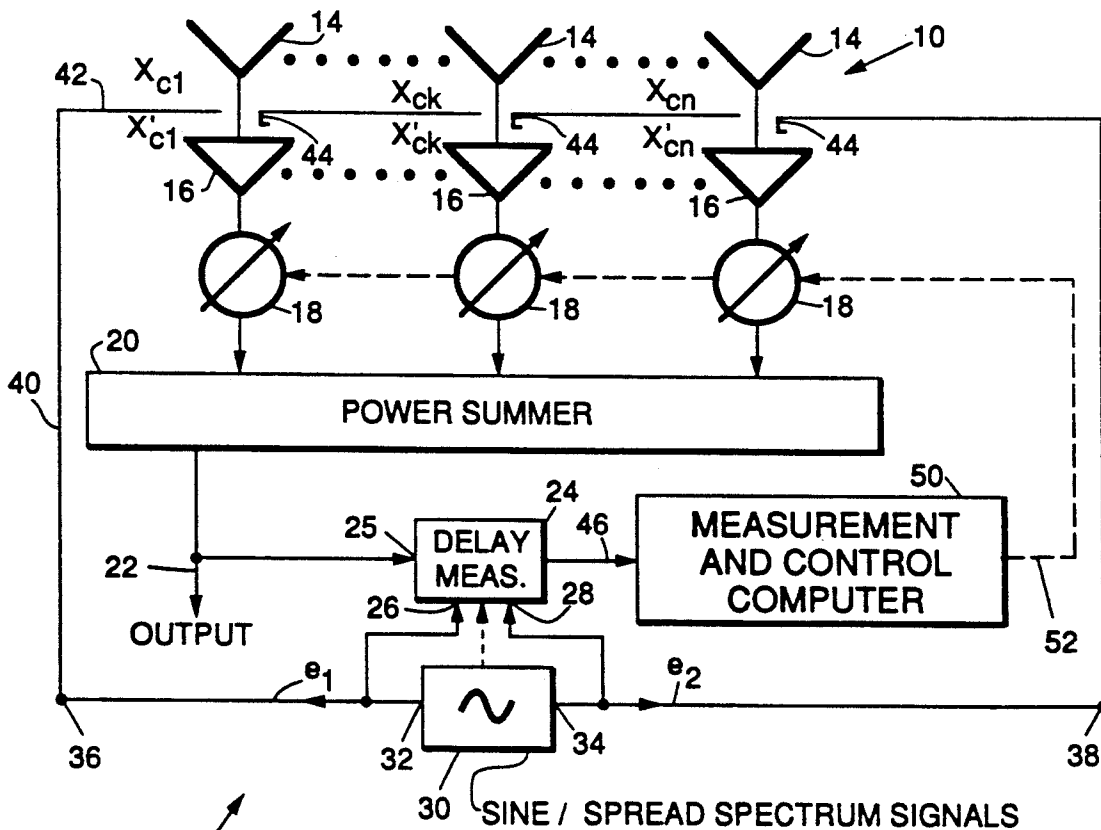 14 14 14 10
42 Xc1 Xck Xcn
X'c1 44 X'ck 44 X'cn 44
16 16 16
18 18 18
20
40 POWER SUMMER
50
24
25 DELAY MEAS. 46 MEASUREMENT AND CONTROL COMPUTER
22 26 28
OUTPUT 52
e1 e2
36 32 34 38
30 SINE / SPREAD SPECTRUM SIGNALS